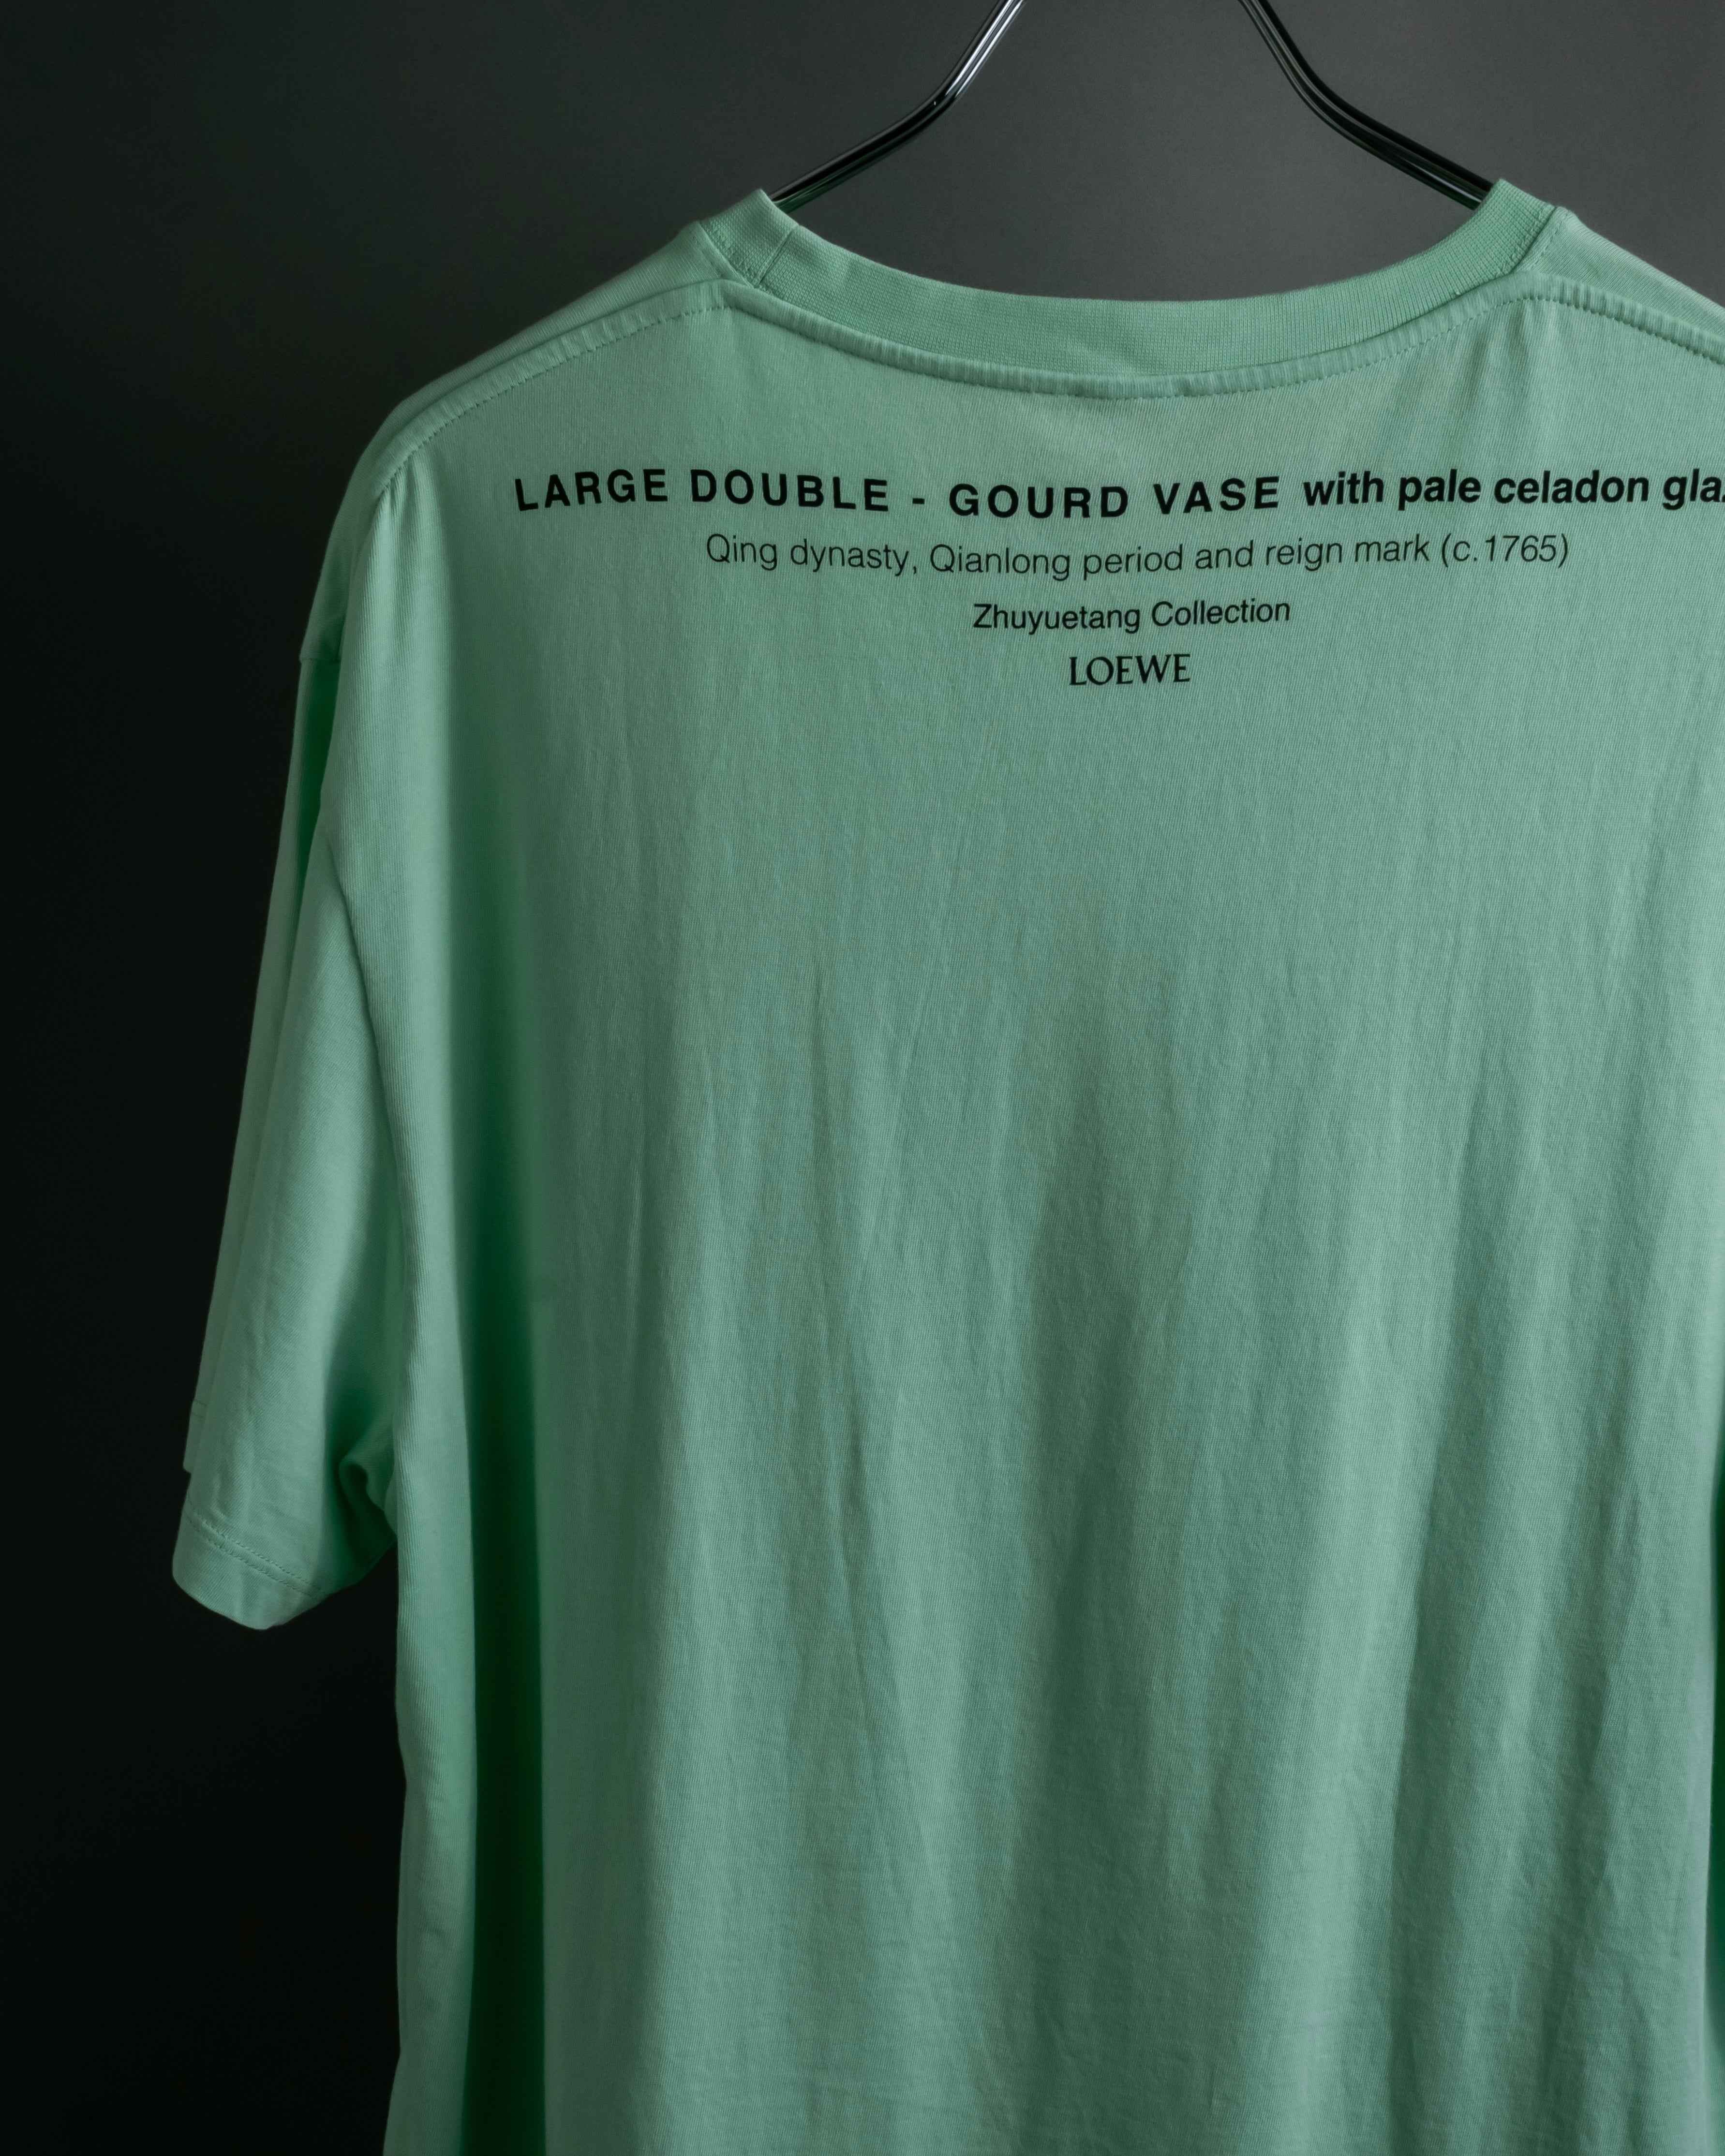 LARGE DOUBLE - GOURD VASE with pale celadon
Qing dynasty, Qianlong period and reign mark (c.1765)
Zhuyuetang Collection
LOEWE